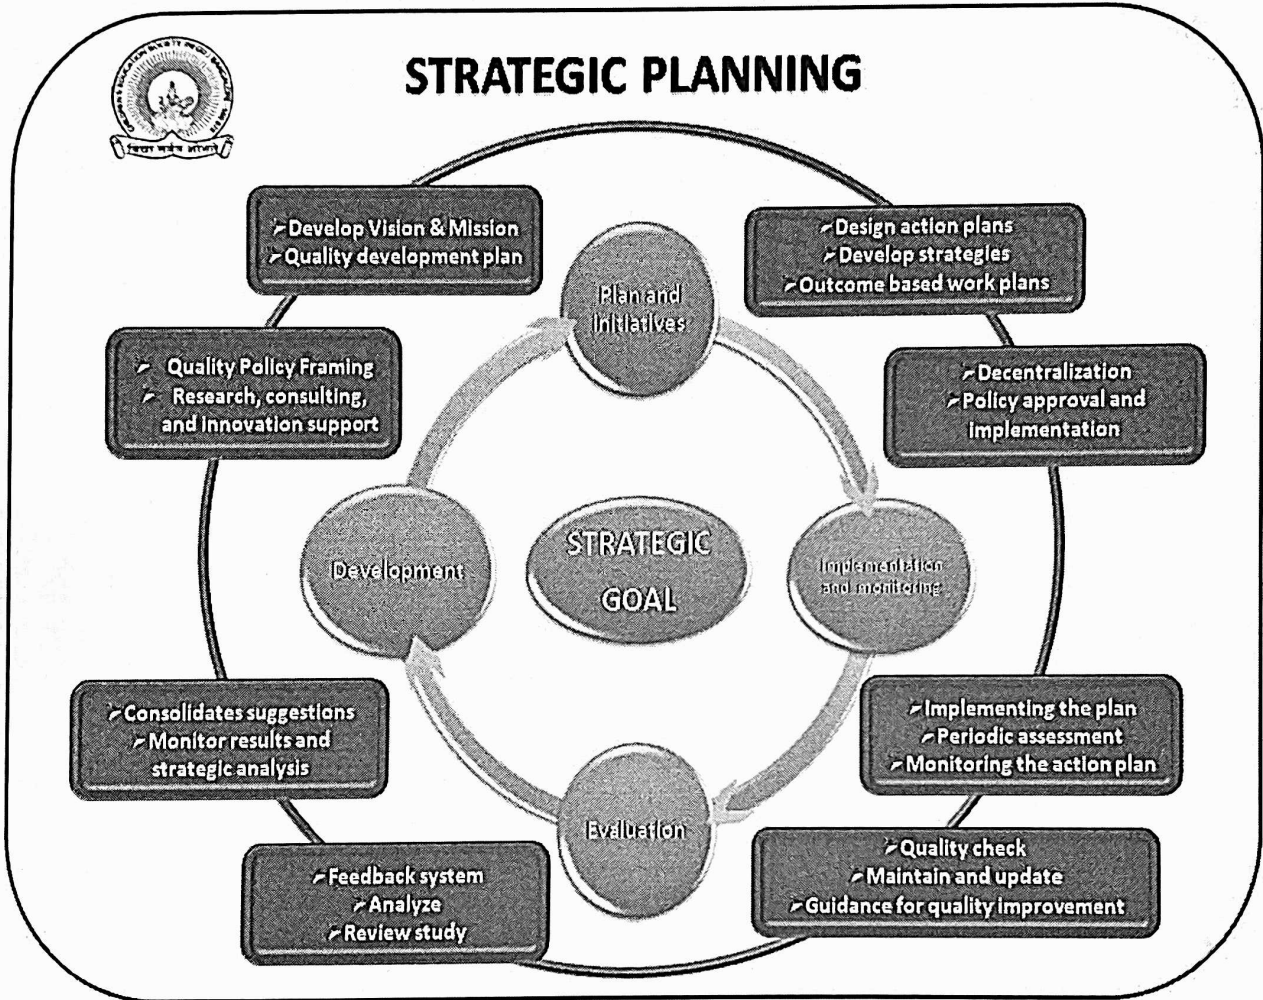 STRATEGIC PLANNING
➢Develop Vision & Mission
➢Quality development plan
Plan and
initiatives
➢Design action plans
➢Develop strategies
➢Outcome based work plans
➢ Quality Policy Framing
➢ Research, consulting,
and innovation support
➢Decentralization
➢Policy approval and
implementation
Development
STRATEGIC
GOAL
Implementation
and monitoring
➢Consolidates suggestions
➢Monitor results and
strategic analysis
➢Implementing the plan
➢Periodic assessment
➢Monitoring the action plan
Evaluation
➢Feedback system
➢Analyze
➢Review study
➢Quality check
➢Maintain and update
➢Guidance for quality improvement